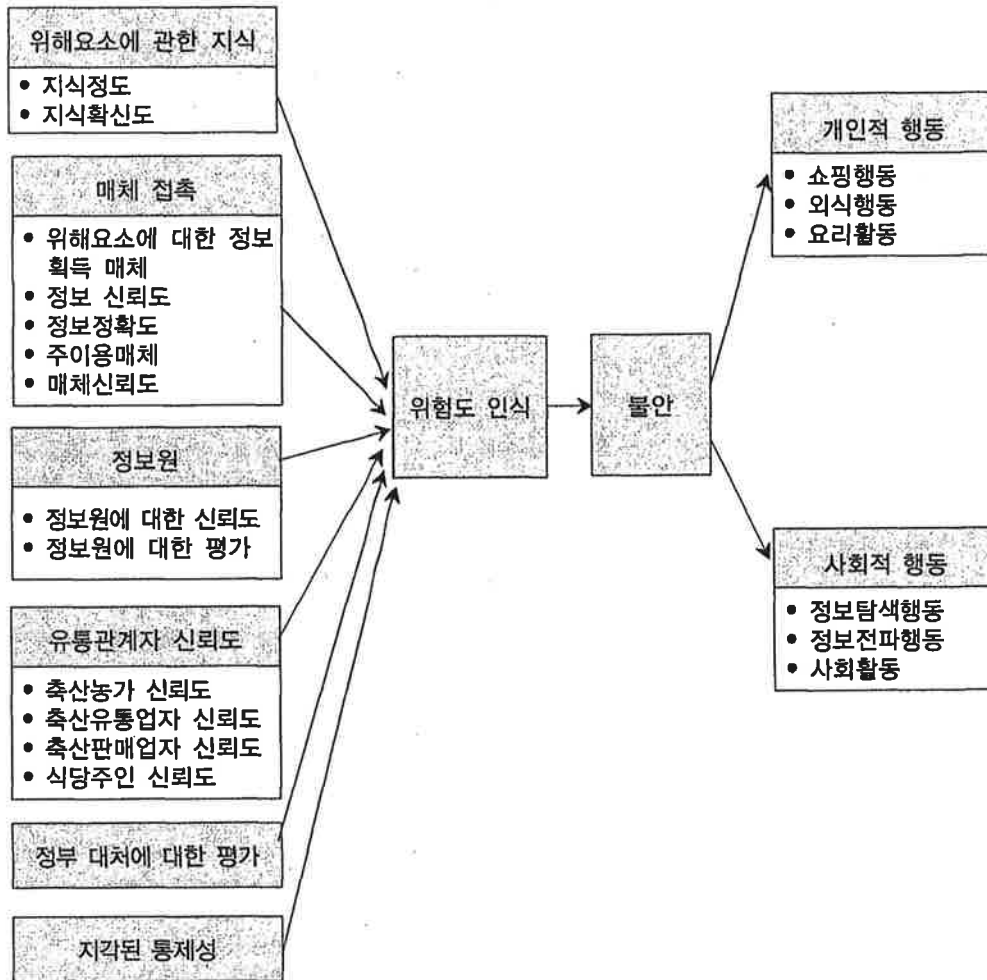 위해요소에 관한 지식
• 지식정도
• 지식확신도
매체 접촉
• 위해요소에 대한 정보
획득 매체
• 정보 신뢰도
• 정보정확도
• 주이용매체
• 매체신뢰도
정보원
• 정보원에 대한 신뢰도
• 정보원에 대한 평가
유통관계자 신뢰도
• 축산농가 신뢰도
• 축산유통업자 신뢰도
• 축산판매업자 신뢰도
• 식당주인 신뢰도
정부 대처에 대한 평가
지각된 통제성
위험도 인식
불안
개인적 행동
• 쇼핑행동
• 외식행동
• 요리활동
사회적 행동
• 정보탐색행동
• 정보전파행동
• 사회활동